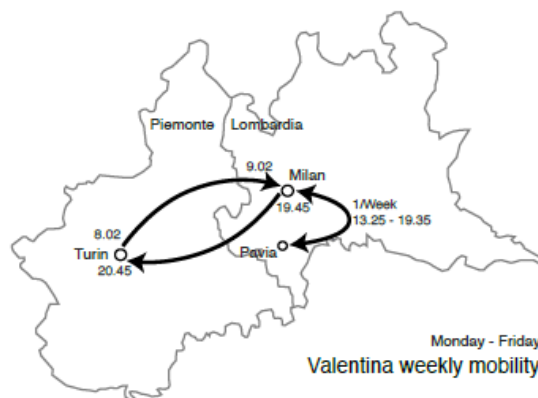 Piemonte
Lombardia
9.02
Milan
19.45
1/Week
13.25 - 19.35
8.02
Turin
20.45
Pavia
Monday - Friday
Valentina weekly mobility